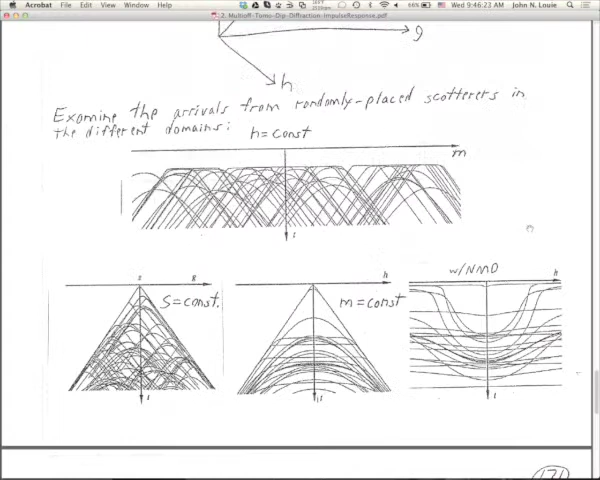 Acrobat File Edit View Window Help 66% Wed 9:46:23 AM John N. Louie
2. Multioff-Tomo-Dip-Diffraction-ImpulseResponse.pdf
g
h
Examine the arrivals from randomly-placed scatterers in
the different domains:
h=const
m
t
s g
S=const.
t
h
m=const
t
w/NMO
h
t
171